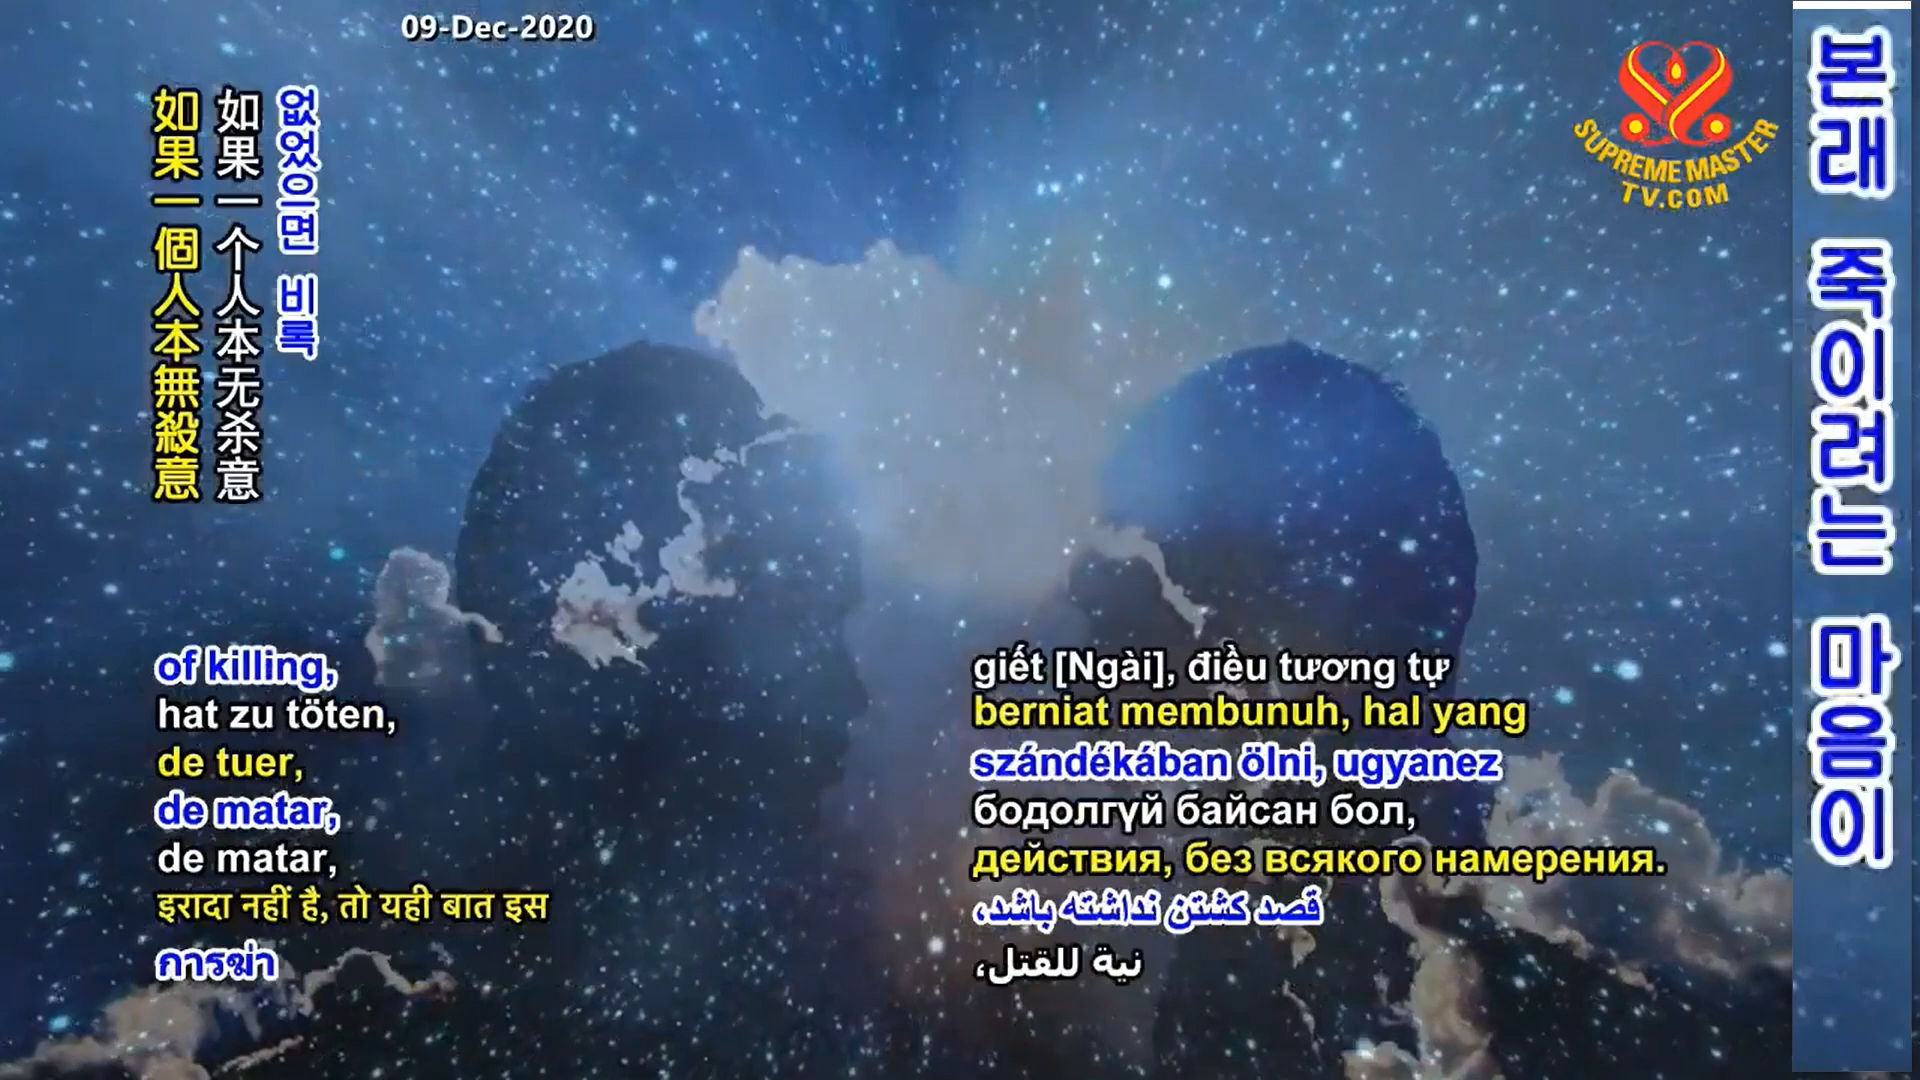 09-Dec-2020
SUPREME MASTER
TV.COM
본래 죽이려는 마음이
없었으면 비록
如果一个人本无杀意
如果一個人本無殺意
of killing,
hat zu töten,
de tuer,
de matar,
de matar,
इरादा नहीं है, तो यही बात इस
การฆ่า
giết [Ngài], điều tương tự
berniat membunuh, hal yang
szándékában ölni, ugyanez
бодолгүй байсан бол,
действия, без всякого намерения.
قصد کشتن نداشته باشد،
نية للقتل،